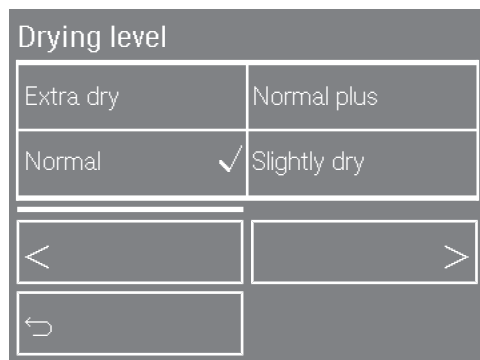 Drying level
Extra dry
Normal plus
Normal ✓
Slightly dry
<
>